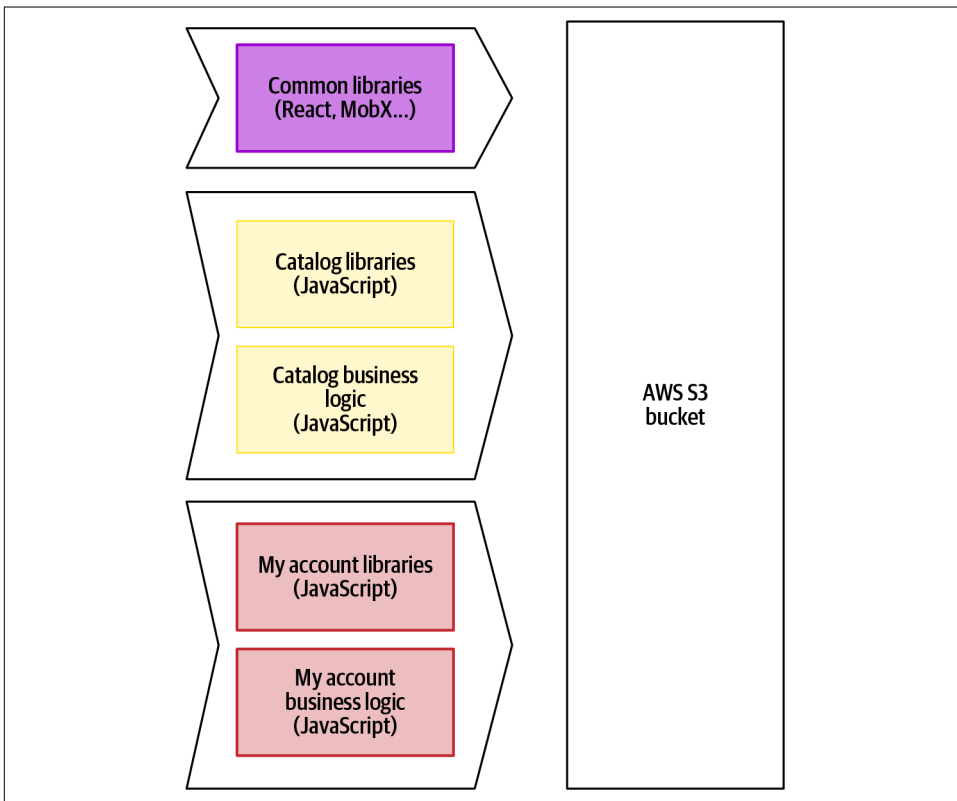 Common libraries
(React, MobX...)
Catalog libraries
(JavaScript)
Catalog business
logic
(JavaScript)
AWS S3
bucket
My account libraries
(JavaScript)
My account
business logic
(JavaScript)